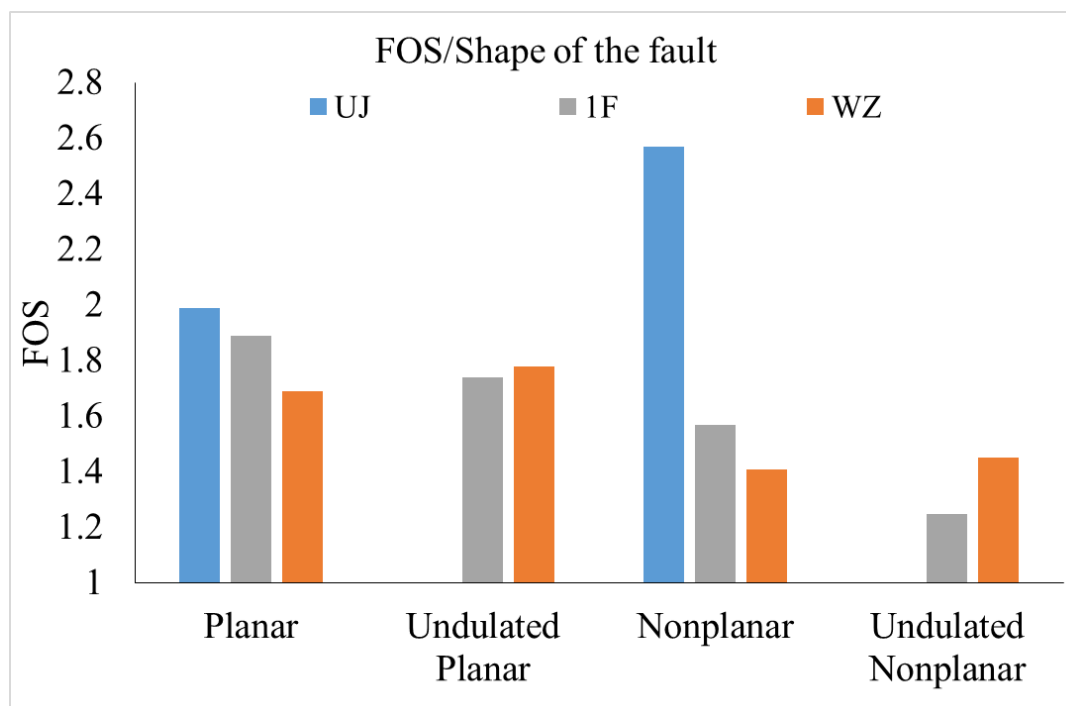 FOS/Shape of the fault
UJ 1F WZ
2.8
2.6
2.4
2.2
2
1.8
1.6
1.4
1.2
1
FOS
Planar Undulated Planar Nonplanar Undulated Nonplanar